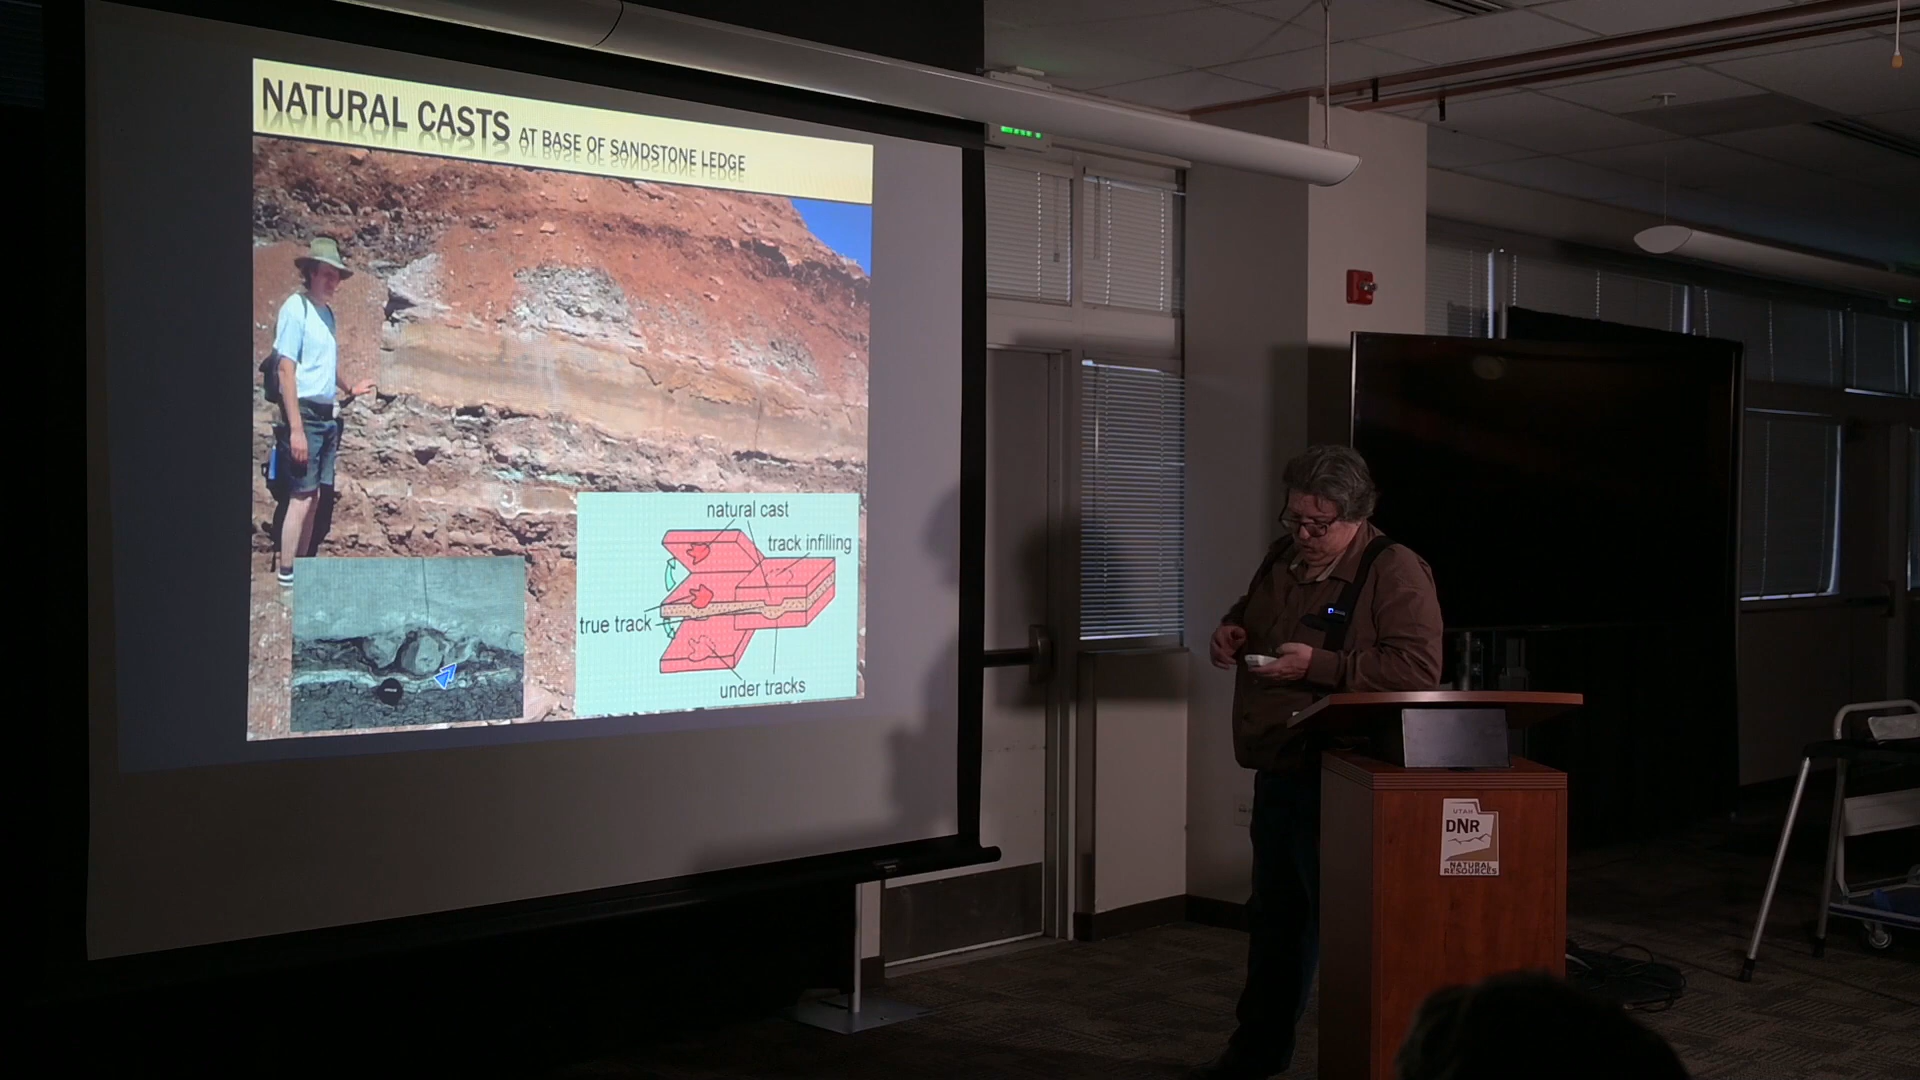 NATURAL CASTS AT BASE OF SANDSTONE LEDGE
natural cast
track infilling
true track
under tracks
UTAH
DNR
NATURAL
RESOURCES